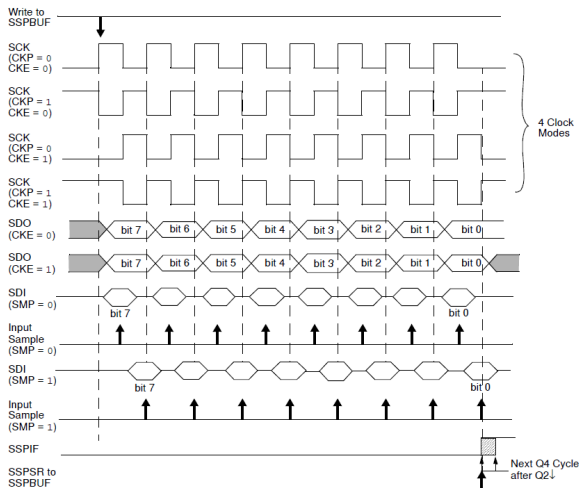 Write to
SSPBUF
SCK
(CKP = 0
CKE = 0)
SCK
(CKP = 1
CKE = 0)
SCK
(CKP = 0
CKE = 1)
SCK
(CKP = 1
CKE = 1)
4 Clock
Modes
SDO
(CKE = 0)
bit 7 bit 6 bit 5 bit 4 bit 3 bit 2 bit 1 bit 0
SDO
(CKE = 1)
bit 7 bit 6 bit 5 bit 4 bit 3 bit 2 bit 1 bit 0
SDI
(SMP = 0)
bit 7 bit 0
Input
Sample
(SMP = 0)
SDI
(SMP = 1)
bit 7 bit 0
Input
Sample
(SMP = 1)
SSPIF
SSPSR to
SSPBUF
Next Q4 Cycle
after Q2↓